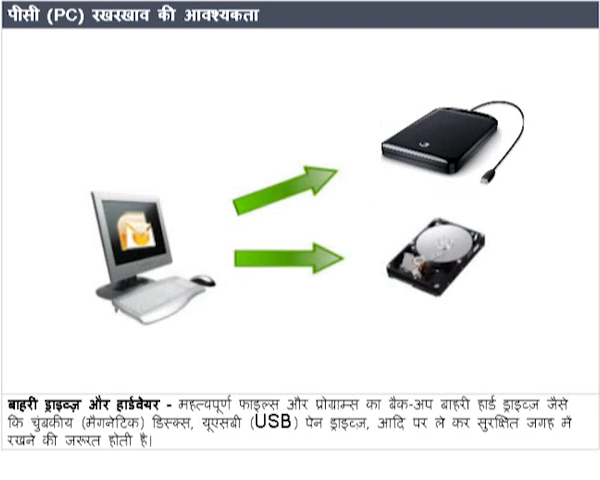 पीसी (PC) रखरखाव की आवश्यकता
बाहरी ड्राइव्ज़ और हार्डवेयर - महत्यपूर्ण फाइल्स और प्रोग्राम्स का बैक-अप बाहरी हार्ड ड्राइव्ज़ जैसे
कि चुंबकीय (मैगनेटिक) डिस्क्स, यूएसबी (USB) पेन ड्राइव्ज़, आदि पर ले कर सुरक्षित जगह में
रखने की जरूरत होती है।